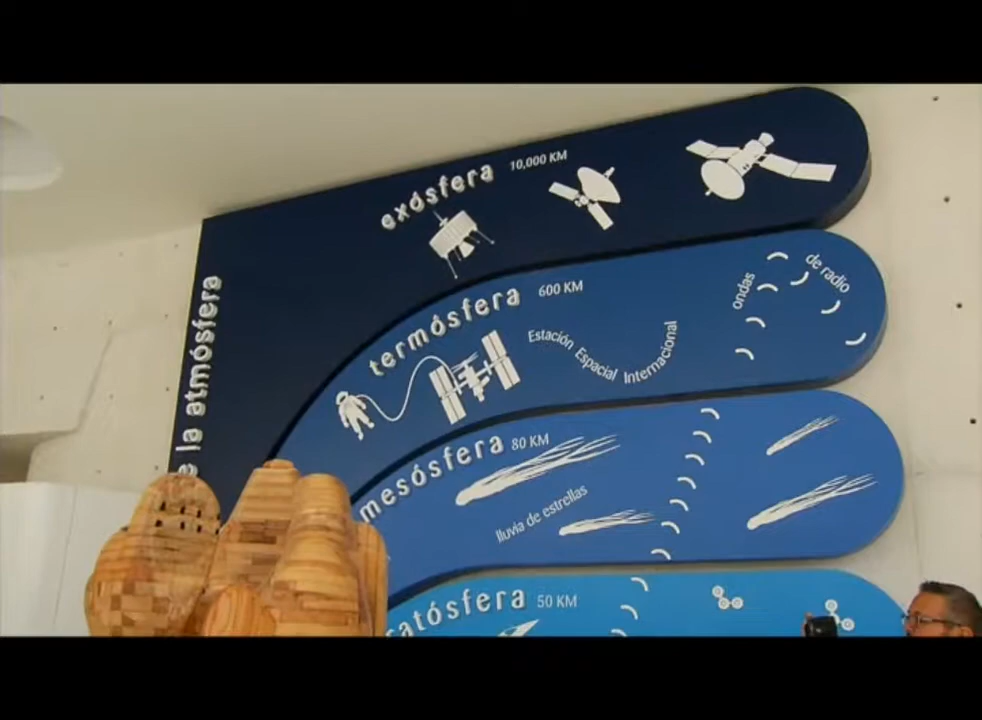 e la atmósfera
exósfera 10,000 KM
termósfera 600 KM
Estación Espacial Internacional
ondas de radio
mesósfera 80 KM
lluvia de estrellas
atósfera 50 KM